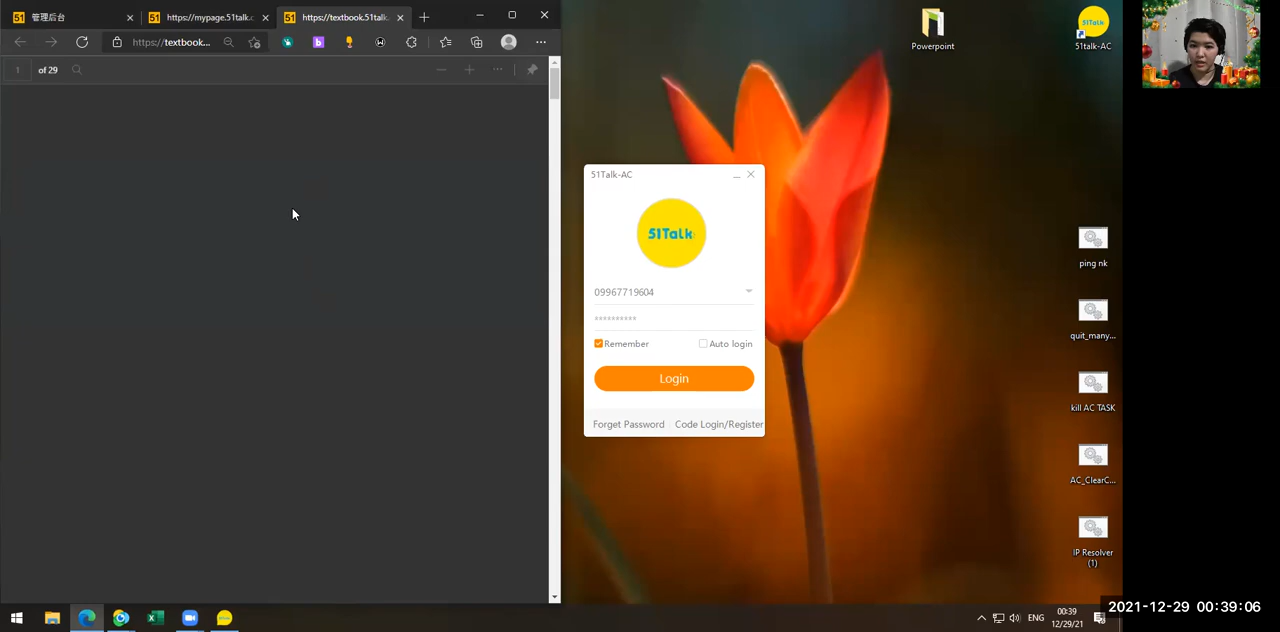 管理后台
https://mypage.51talk.c
https://textbook.51talk.
https://textbook...
1
of 29
Powerpoint
51Talk
51Talk-AC
51Talk-AC
51Talk
09967719604
**********
Remember
Auto login
Login
Forget Password
Code Login/Register
ping nk
quit_many...
kill AC TASK
AC_ClearC...
IP Resolver
(1)
ENG
00:39
12/29/21
2021-12-29 00:39:06